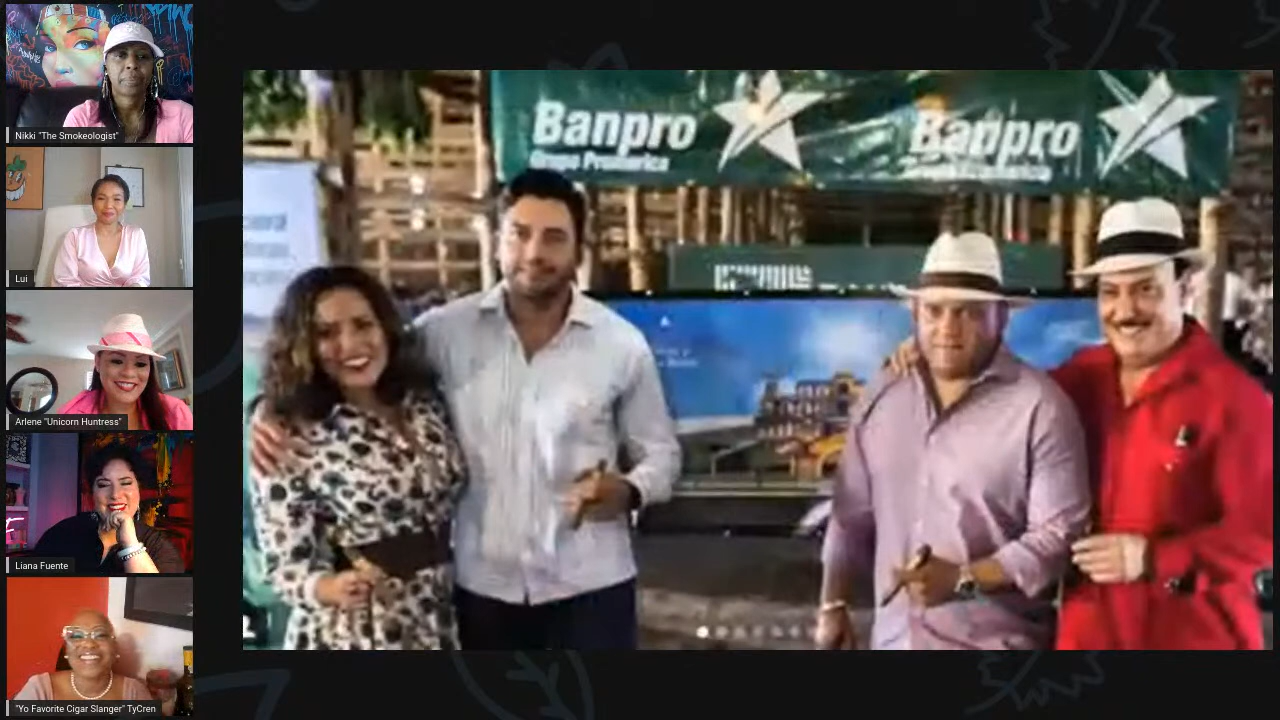 Nikki "The Smokeologist"
Lui
Arlene "Unicorn Huntress"
Liana Fuente
"Yo Favorite Cigar Slanger" TyCren
Banpro
Grupo Promerica
Banpro